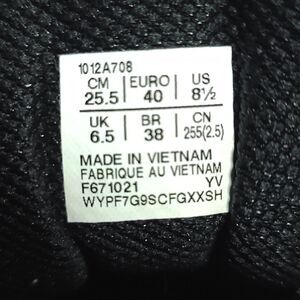 1012A708
CM EURO US
25.5 40 8½
UK BR CN
6.5 38 255(2.5)
MADE IN VIETNAM
FABRIQUE AU VIETNAM
F671021 YV
WYPF7G9SCFGXXSH